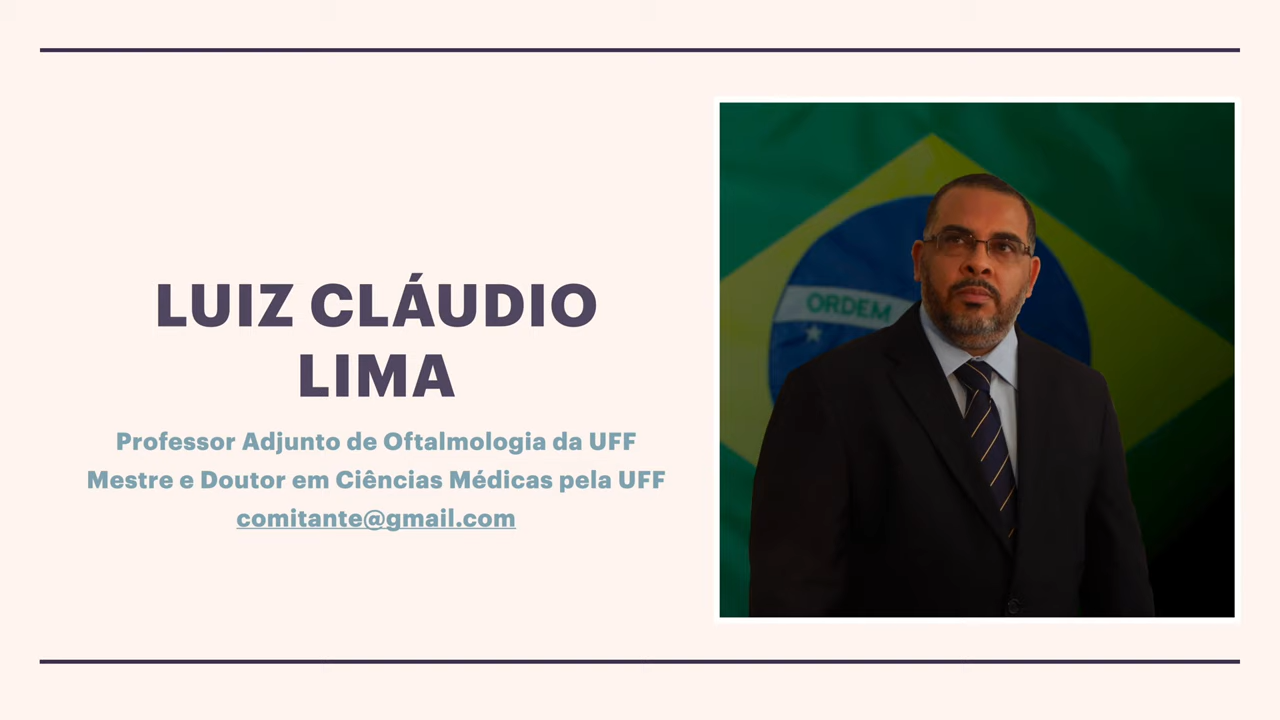 LUIZ CLÁUDIO
LIMA
Professor Adjunto de Oftalmologia da UFF
Mestre e Doutor em Ciências Médicas pela UFF
comitante@gmail.com
ORDEM